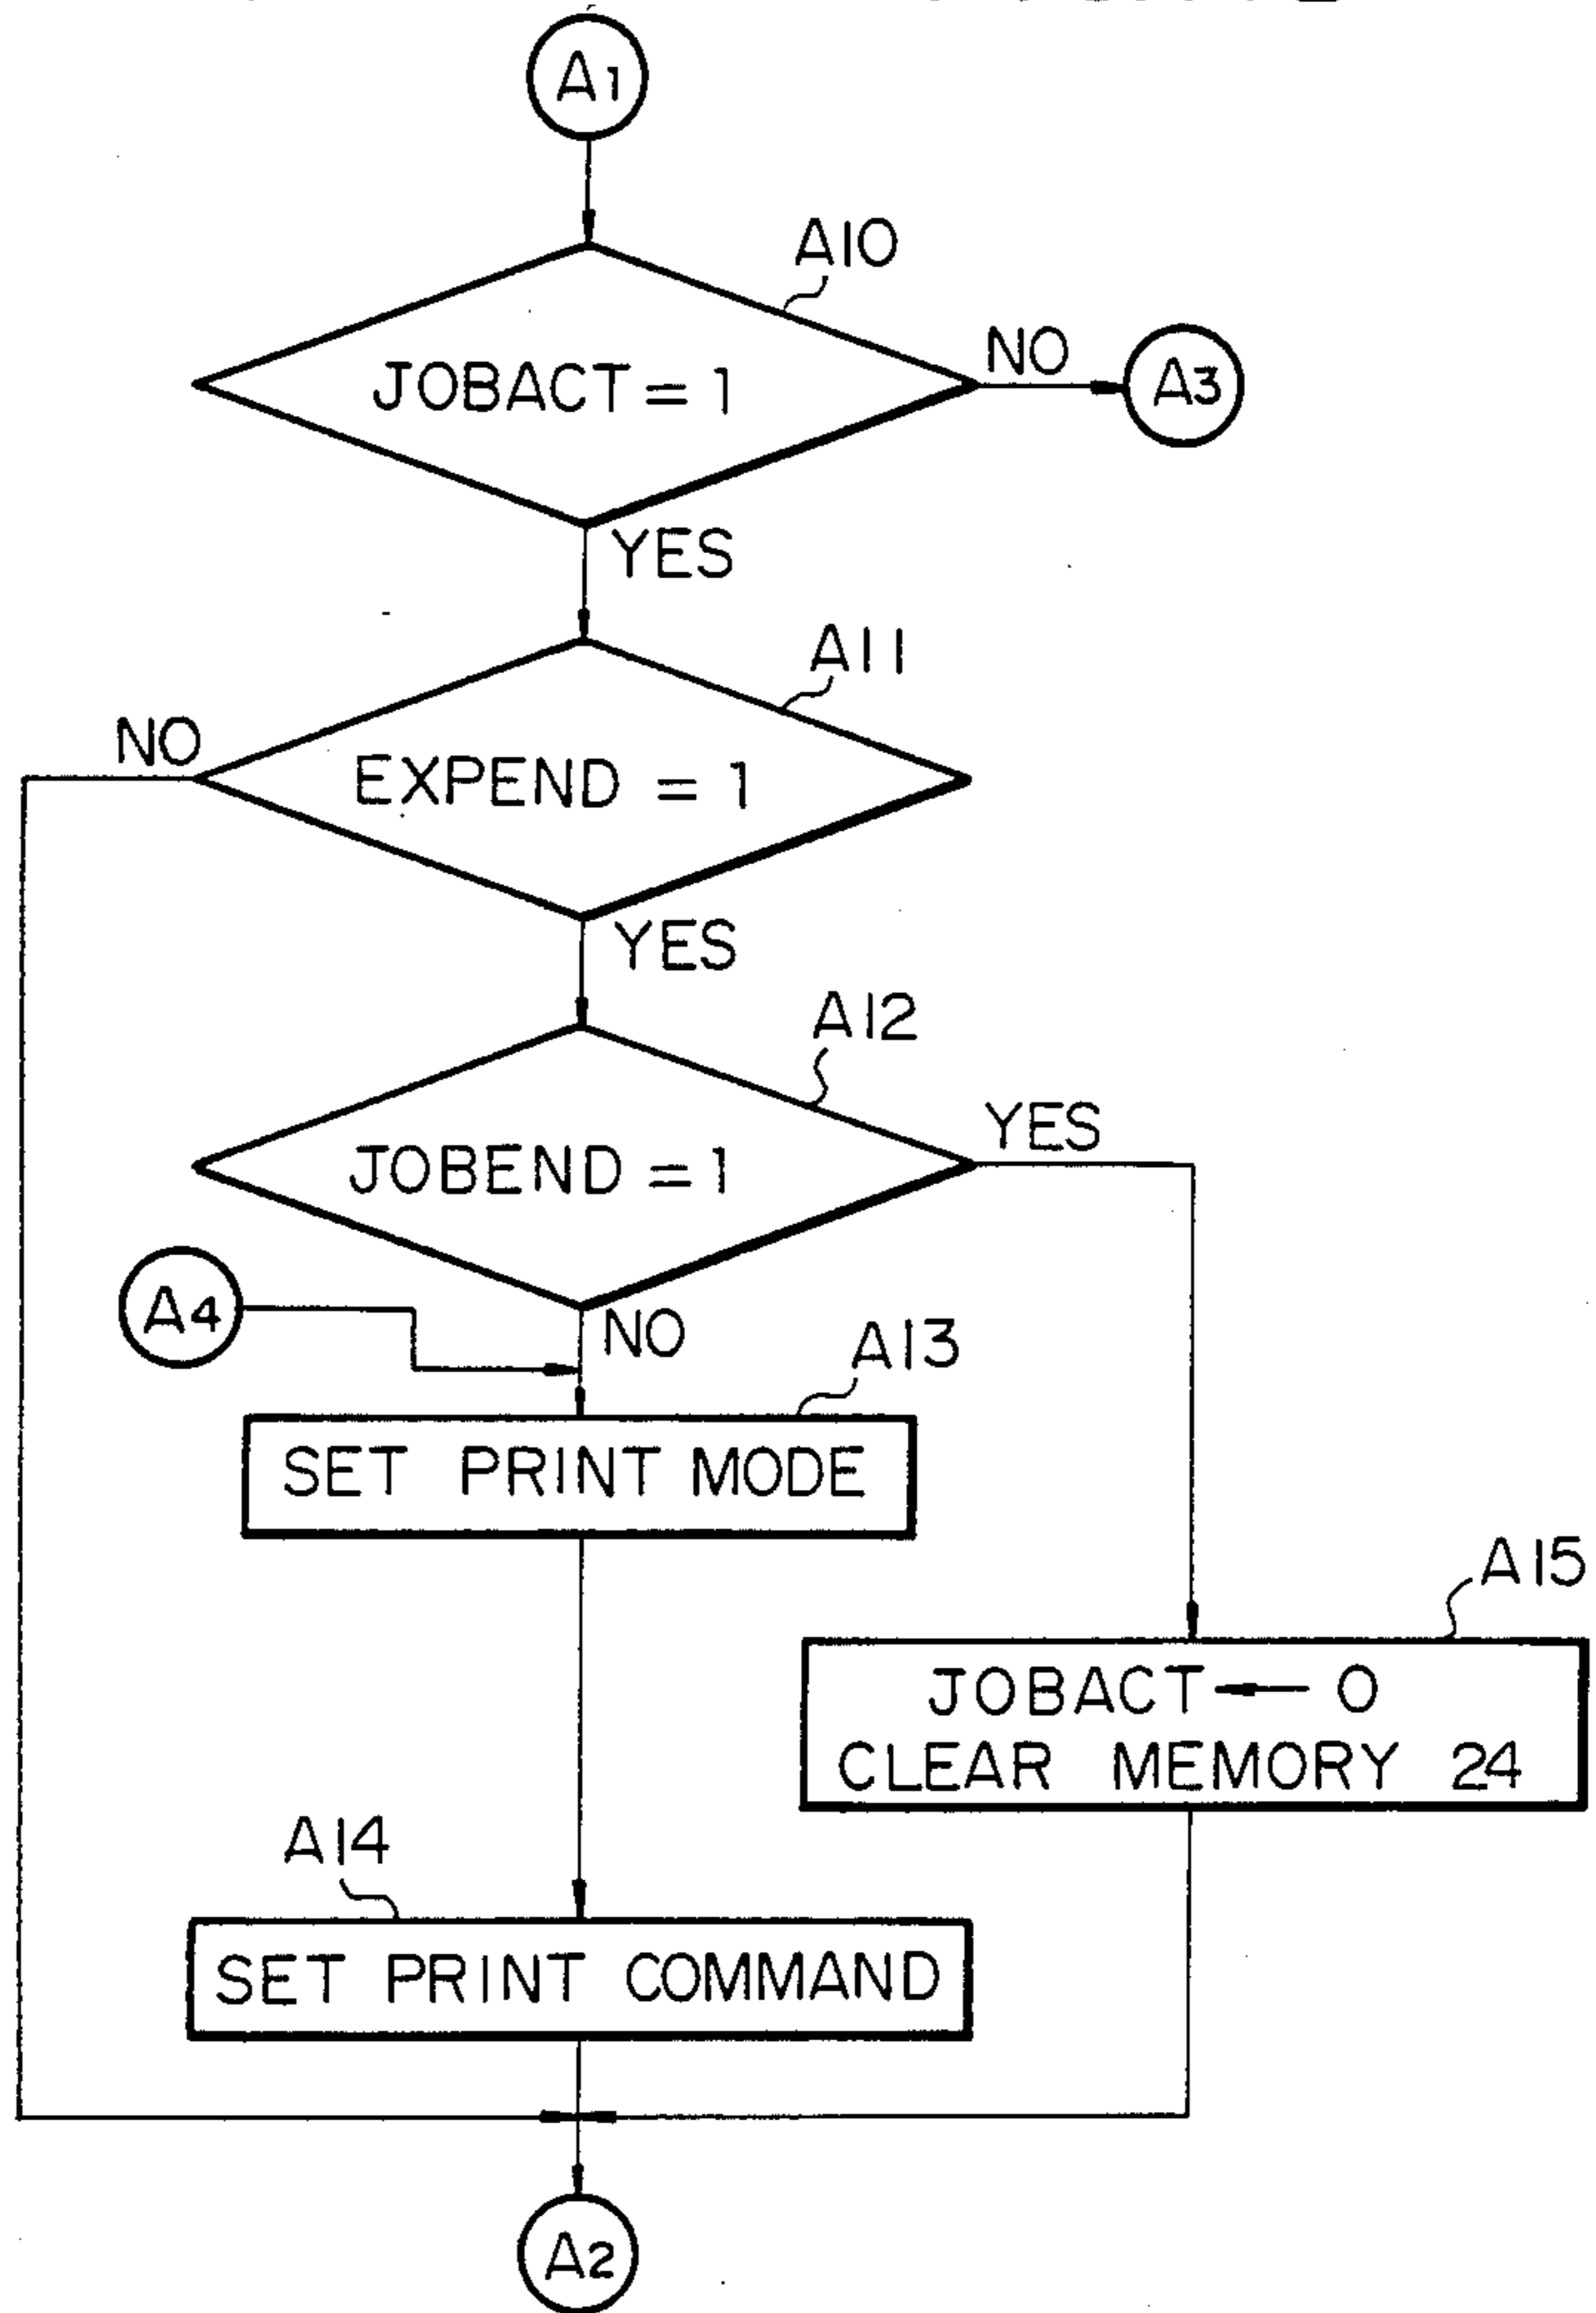 A1
A10
JOBACT = 1
NO
A3
YES
A11
NO
EXPEND = 1
YES
A12
YES
JOBEND = 1
A4
NO
A13
SET PRINT MODE
A15
JOBACT ← 0
CLEAR MEMORY 24
A14
SET PRINT COMMAND
A2